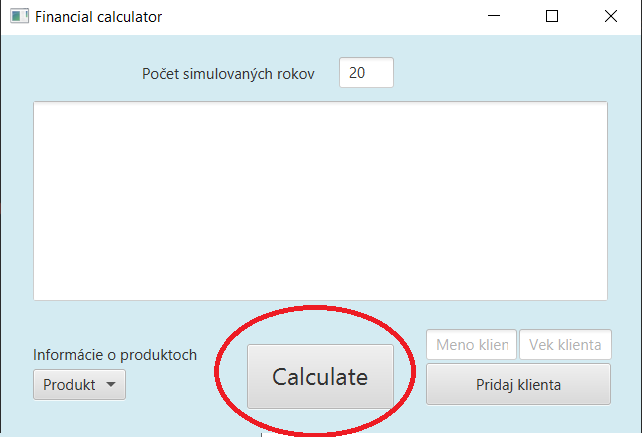 Financial calculator
Počet simulovaných rokov 20
Informácie o produktoch
Produkt
Calculate
Meno klien Vek klienta
Pridaj klienta